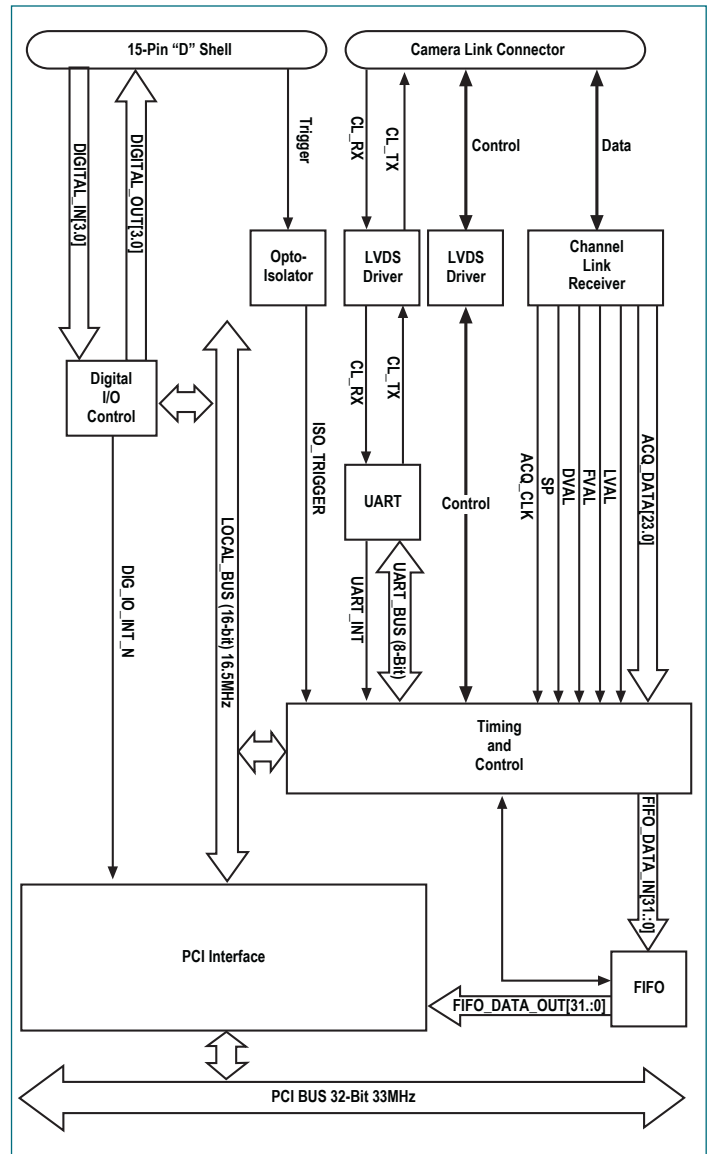 15-Pin “D” Shell
Camera Link Connector
DIGITAL_IN[3.0]
DIGITAL_OUT[3.0]
Trigger
CL_RX
CL_TX
Control
Data
Opto-
Isolator
LVDS
Driver
LVDS
Driver
Channel
Link
Receiver
Digital
I/O
Control
CL_RX
CL_TX
ISO_TRIGGER
UART
Control
ACQ_CLK
SP
DVAL
FVAL
LVAL
ACQ_DATA[23.0]
DIG_IO_INT_N
LOCAL_BUS (16-bit) 16.5MHz
UART_INT
UART_BUS (8-Bit)
Timing
and
Control
FIFO_DATA_IN[31.:0]
PCI Interface
FIFO
FIFO_DATA_OUT[31.:0]
PCI BUS 32-Bit 33MHz